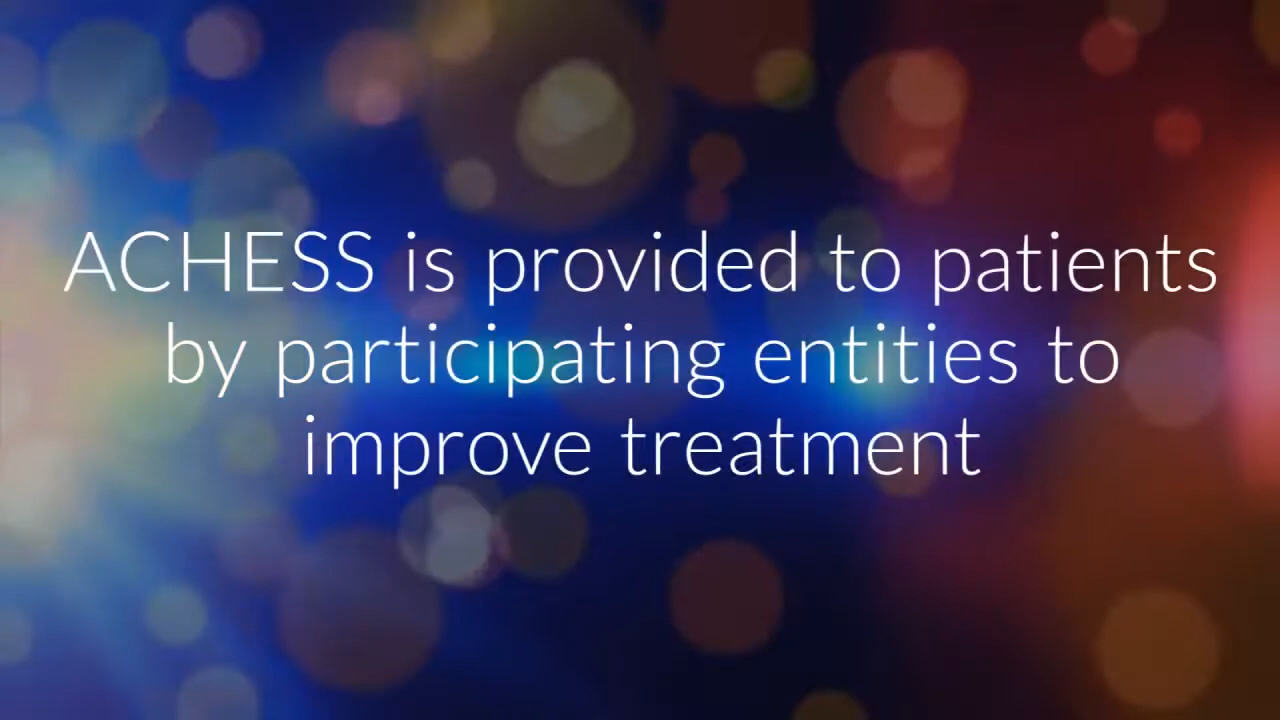 ACHESS is provided to patients
by participating entities to
improve treatment